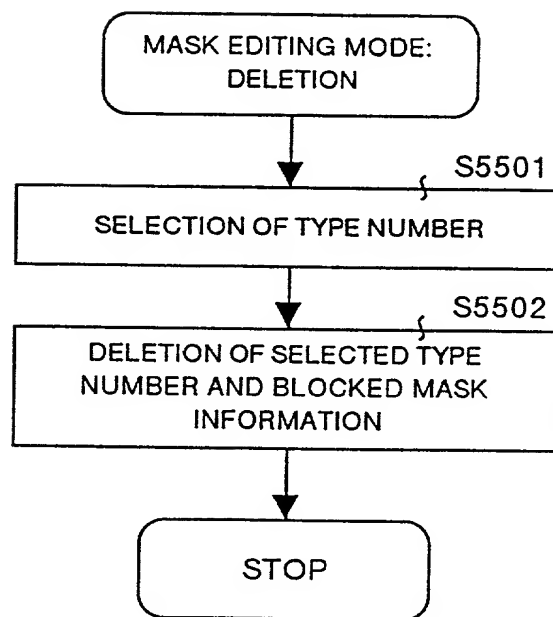 MASK EDITING MODE:
DELETION
S5501
SELECTION OF TYPE NUMBER
S5502
DELETION OF SELECTED TYPE
NUMBER AND BLOCKED MASK
INFORMATION
STOP